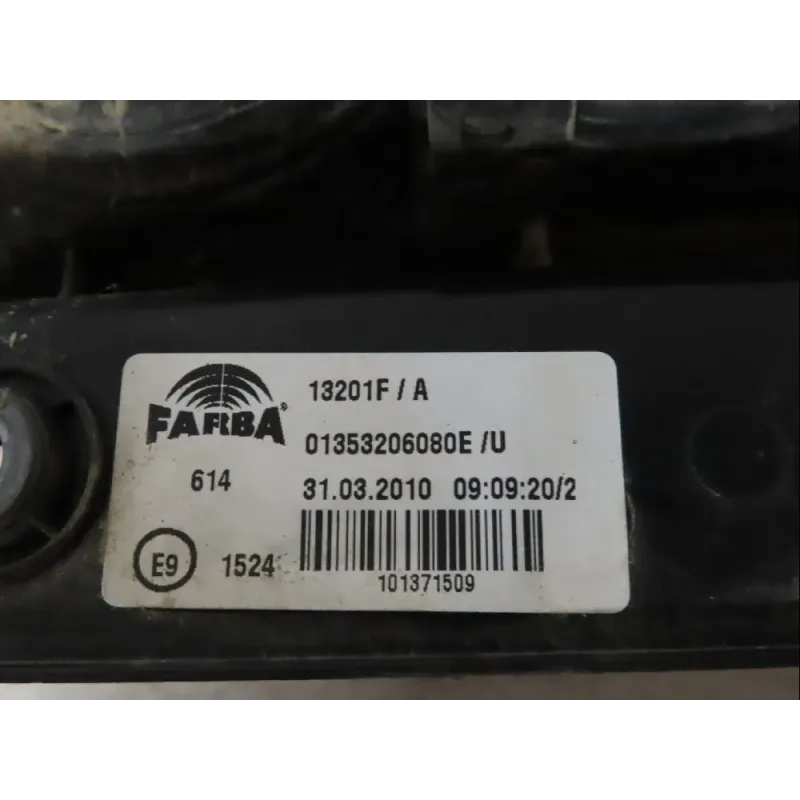 FARBA®
13201F / A
01353206080E /U
614
31.03.2010 09:09:20/2
E9 1524
101371509